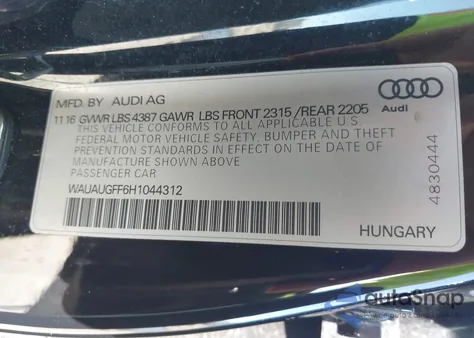 MFD. BY AUDI AG
11 16 GVWR LBS 4387 GAWR LBS FRONT 2315 /REAR 2205
THIS VEHICLE CONFORMS TO ALL APPLICABLE U S
FEDERAL MOTOR VEHICLE SAFETY, BUMPER AND THEFT
PREVENTION STANDARDS IN EFFECT ON THE DATE OF
MANUFACTURE SHOWN ABOVE
PASSENGER CAR
WAUAUGFF6H1044312
Audi
4830444
HUNGARY
autoSnap